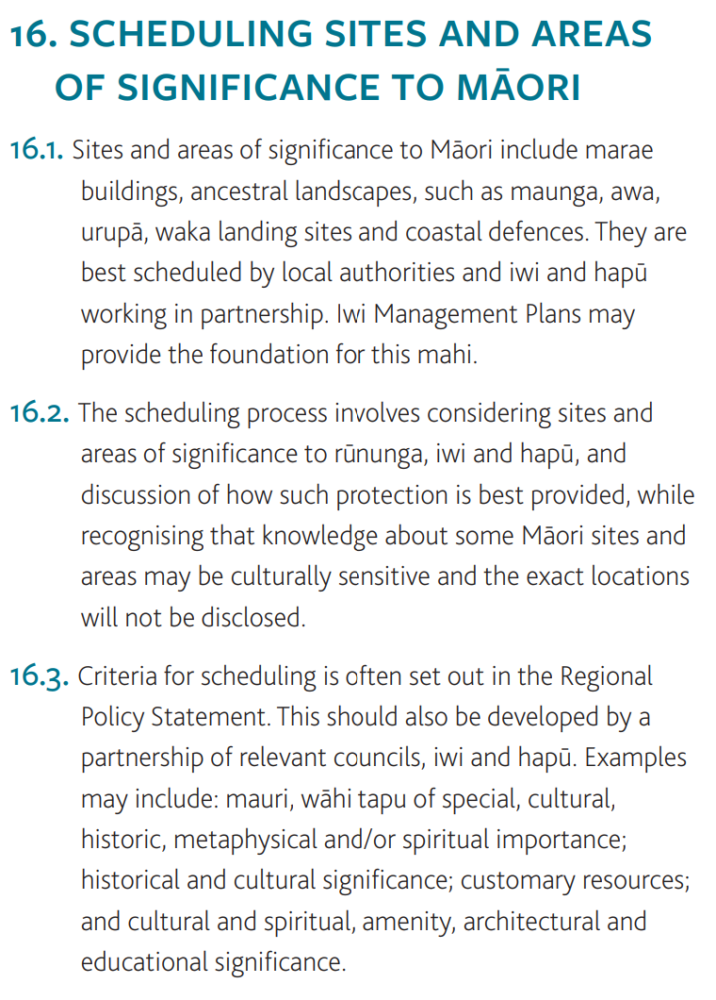 16. SCHEDULING SITES AND AREAS
OF SIGNIFICANCE TO MĀORI
16.1. Sites and areas of significance to Māori include marae
buildings, ancestral landscapes, such as maunga, awa,
urupā, waka landing sites and coastal defences. They are
best scheduled by local authorities and iwi and hapū
working in partnership. Iwi Management Plans may
provide the foundation for this mahi.
16.2. The scheduling process involves considering sites and
areas of significance to rūnunga, iwi and hapū, and
discussion of how such protection is best provided, while
recognising that knowledge about some Māori sites and
areas may be culturally sensitive and the exact locations
will not be disclosed.
16.3. Criteria for scheduling is often set out in the Regional
Policy Statement. This should also be developed by a
partnership of relevant councils, iwi and hapū. Examples
may include: mauri, wāhi tapu of special, cultural,
historic, metaphysical and/or spiritual importance;
historical and cultural significance; customary resources;
and cultural and spiritual, amenity, architectural and
educational significance.